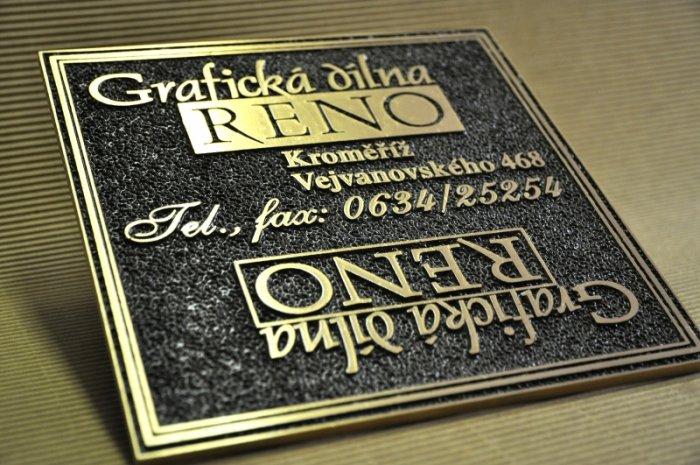 Grafická dílna
RENO
Kroměříž
Vejvanovského 468
Tel., fax: 0634/25254
RENO
Grafická dílna